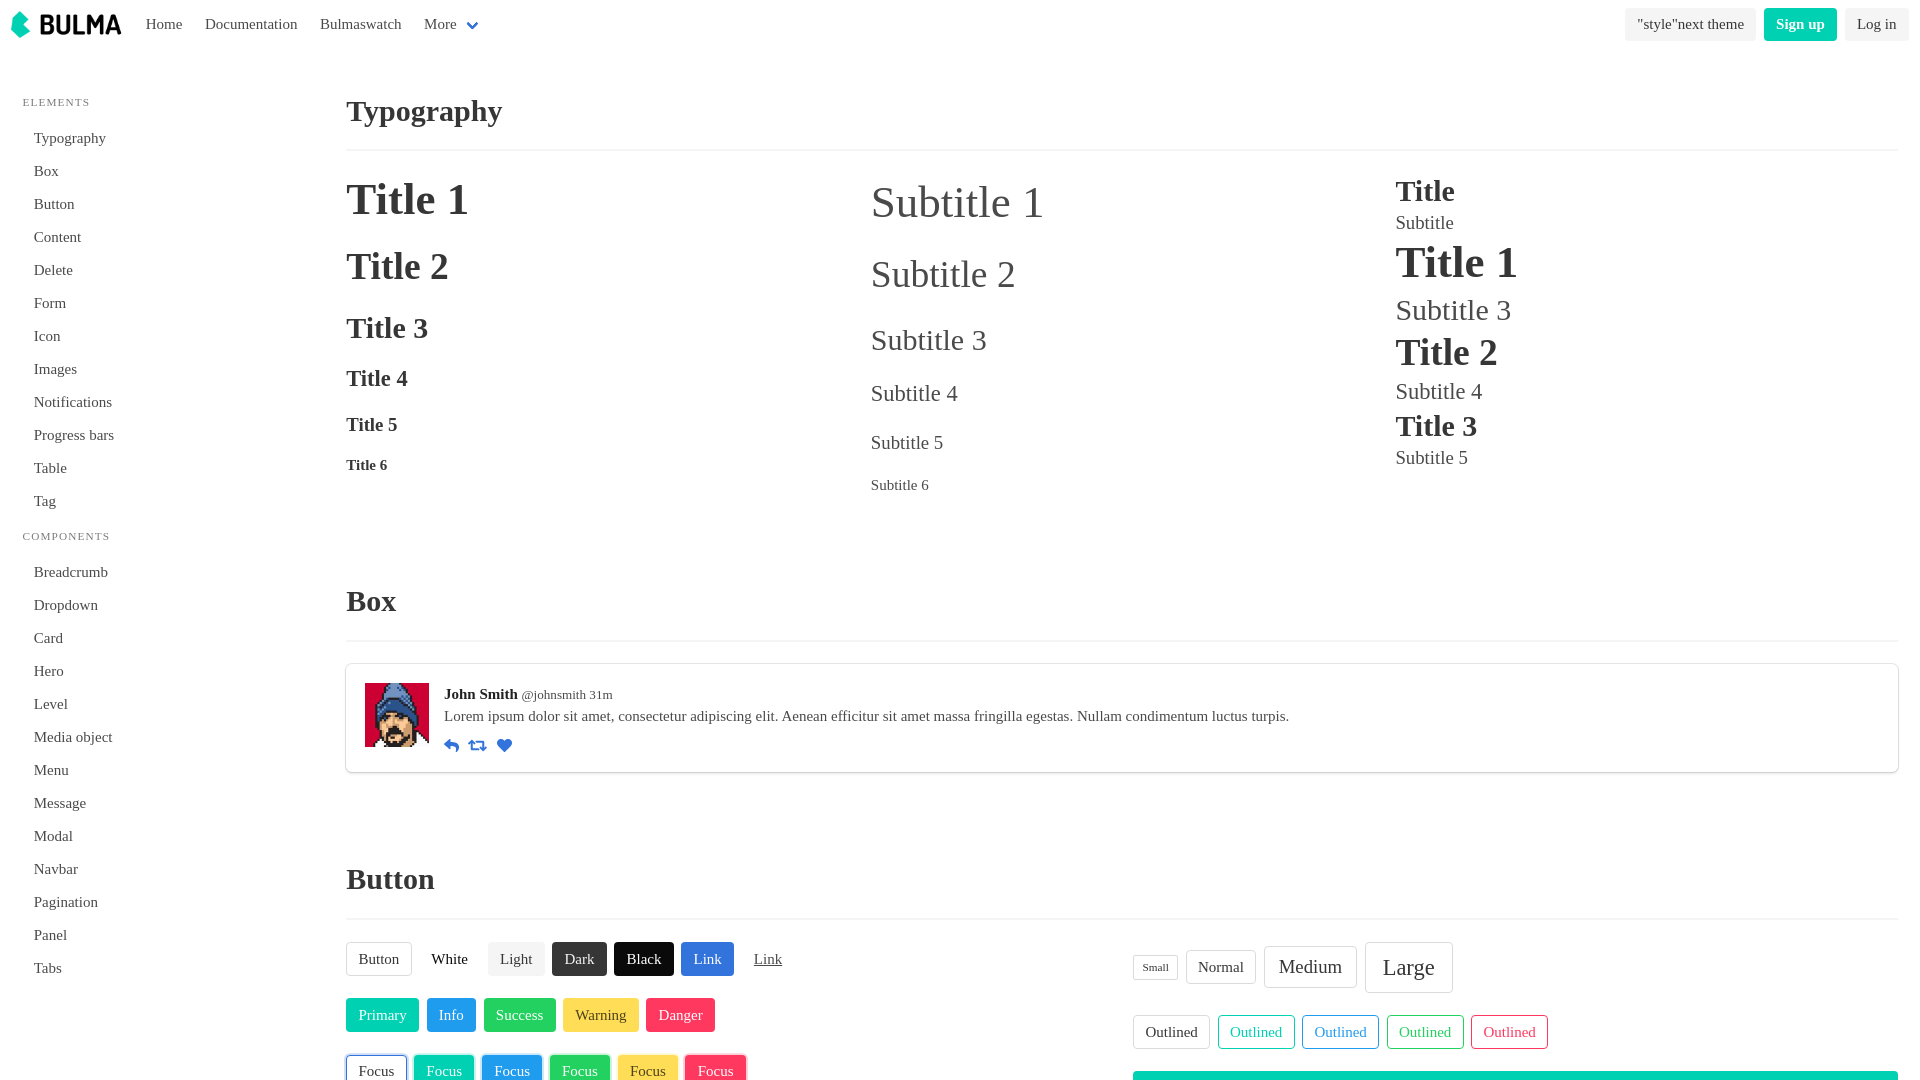 BULMA Home Documentation Bulmaswatch More "style"next theme Sign up Log in
ELEMENTS
Typography
Box
Button
Content
Delete
Form
Icon
Images
Notifications
Progress bars
Table
Tag
COMPONENTS
Breadcrumb
Dropdown
Card
Hero
Level
Media object
Menu
Message
Modal
Navbar
Pagination
Panel
Tabs
Typography
Title 1
Title 2
Title 3
Title 4
Title 5
Title 6
Subtitle 1
Subtitle 2
Subtitle 3
Subtitle 4
Subtitle 5
Subtitle 6
Title
Subtitle
Title 1
Subtitle 3
Title 2
Subtitle 4
Title 3
Subtitle 5
Box
John Smith @johnsmith 31m
Lorem ipsum dolor sit amet, consectetur adipiscing elit. Aenean efficitur sit amet massa fringilla egestas. Nullam condimentum luctus turpis.
Button
Button White Light Dark Black Link Link
Primary Info Success Warning Danger
Focus Focus Focus Focus Focus Focus
Small Normal Medium Large
Outlined Outlined Outlined Outlined Outlined